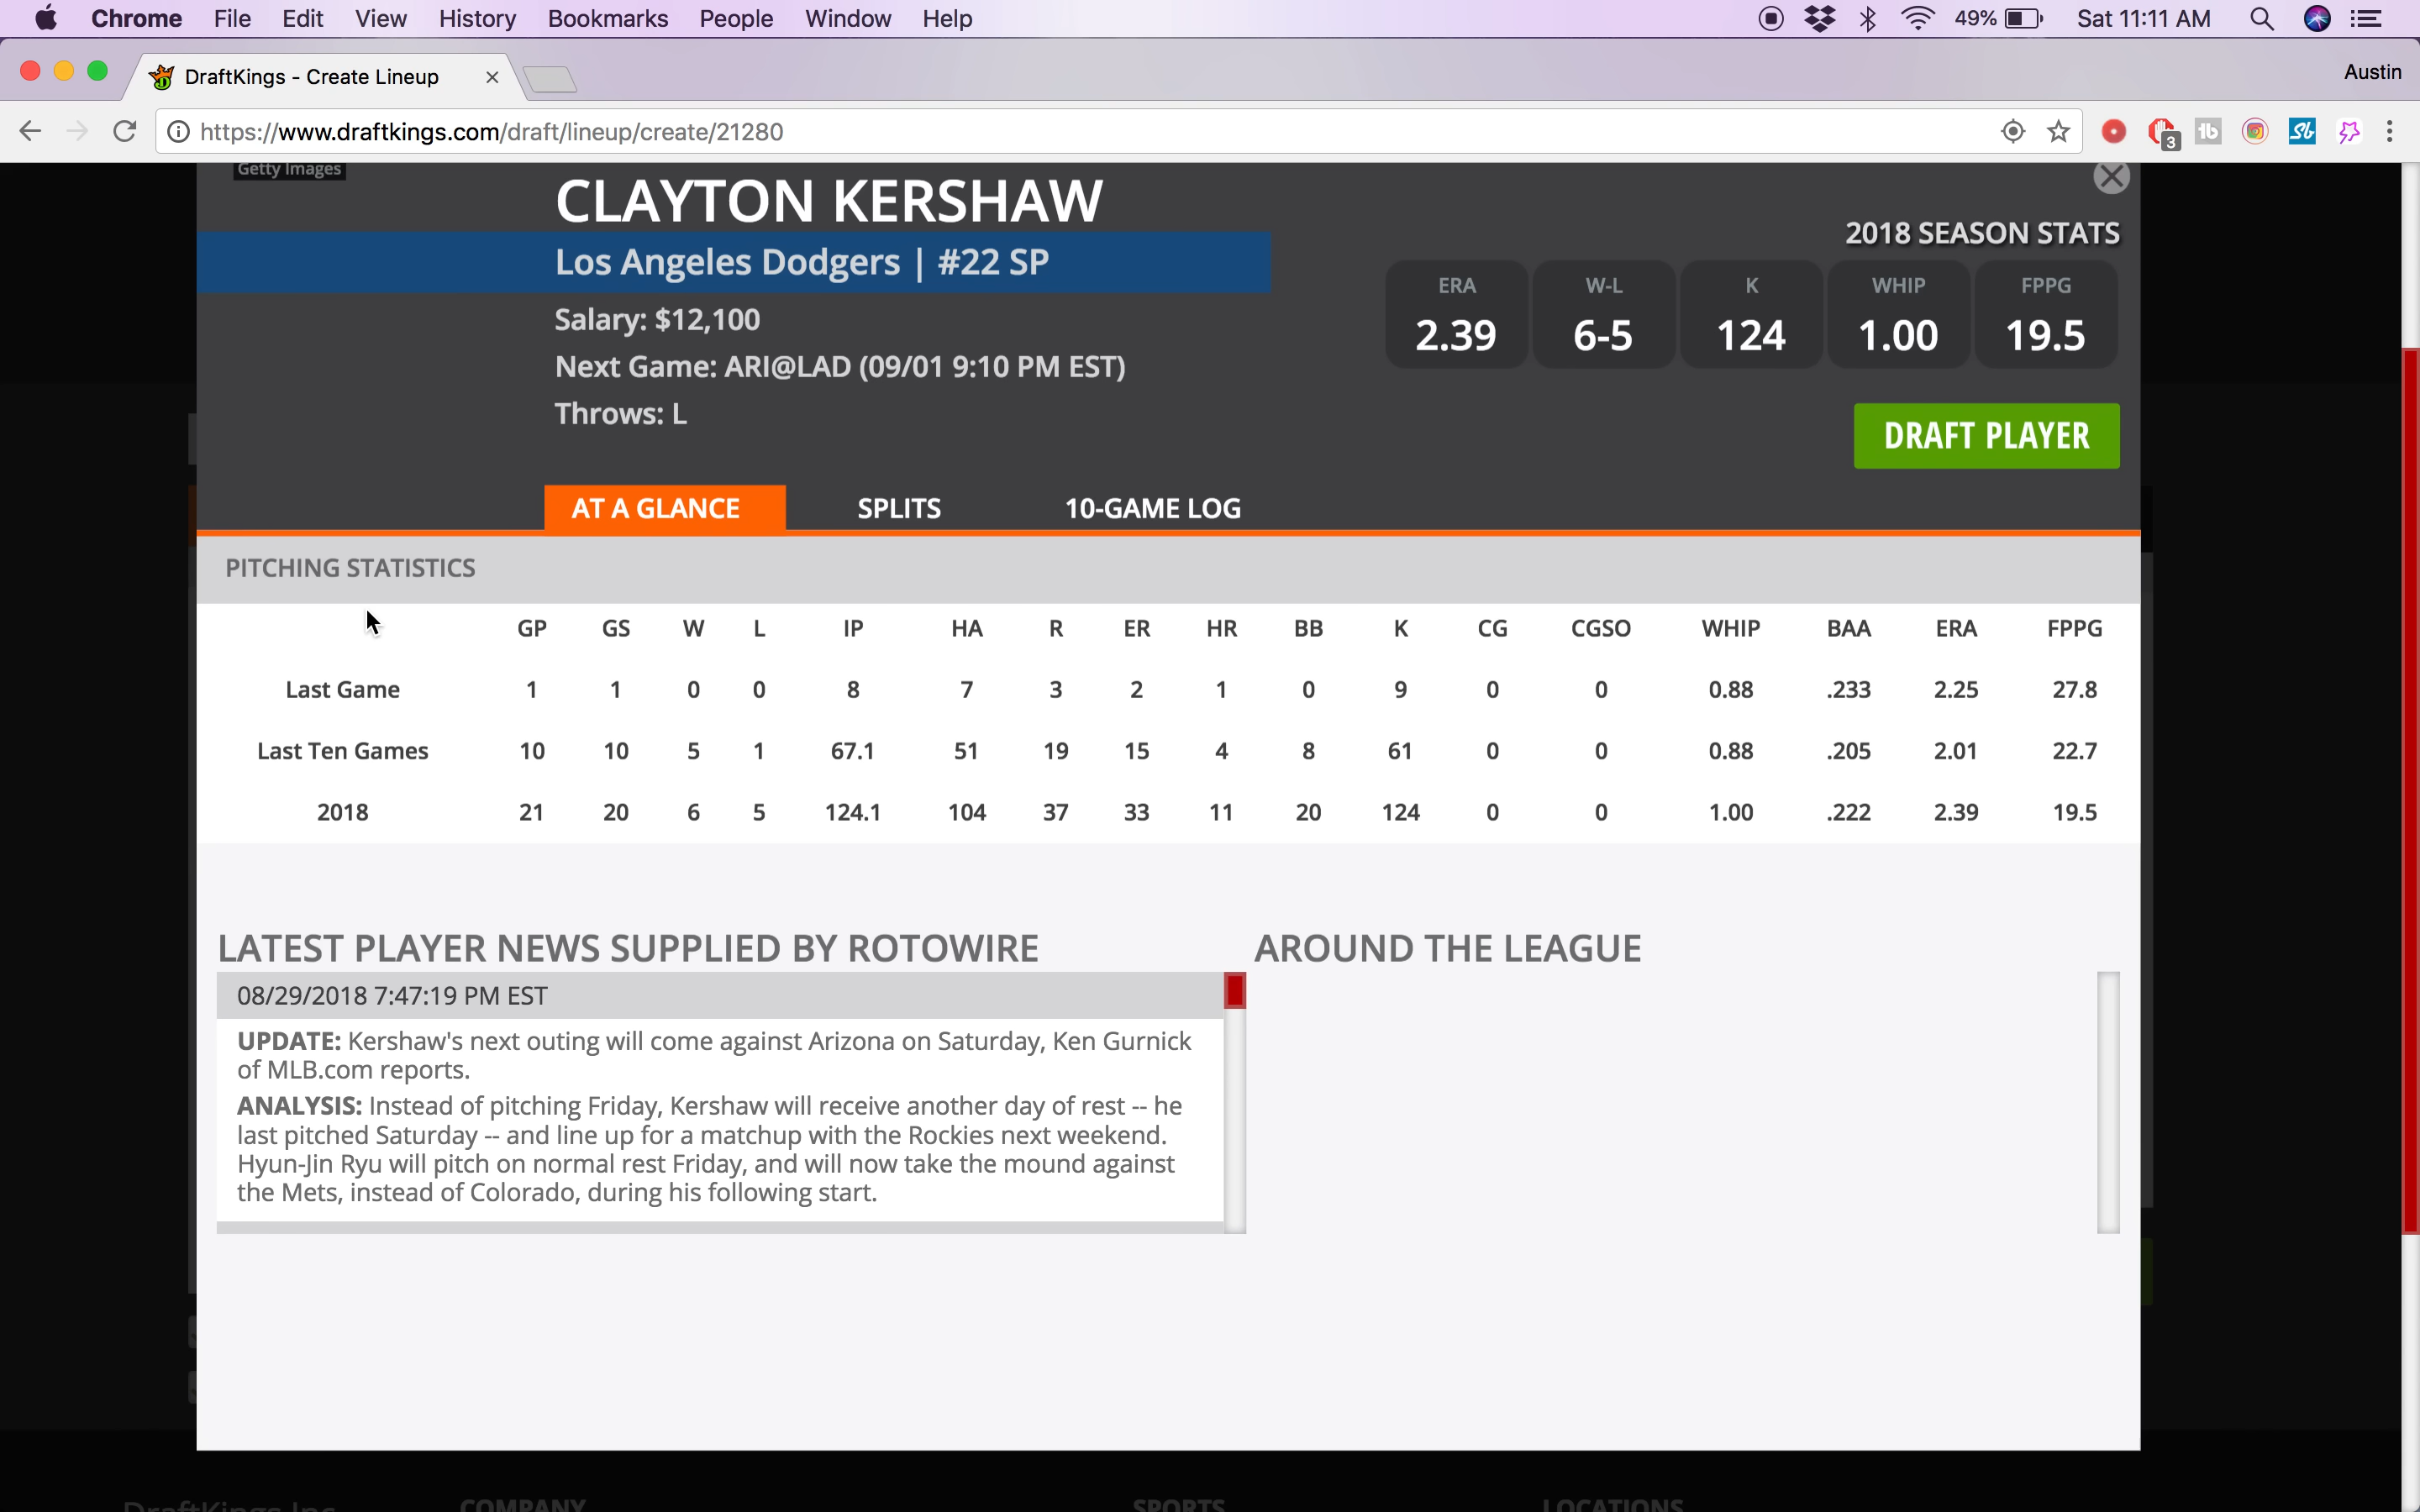 Chrome File Edit View History Bookmarks People Window Help 49% Sat 11:11 AM
DraftKings - Create Lineup Austin
https://www.draftkings.com/draft/lineup/create/21280 3 1b Sb
Getty Images
CLAYTON KERSHAW
Los Angeles Dodgers | #22 SP
2018 SEASON STATS
Salary: $12,100
Next Game: ARI@LAD (09/01 9:10 PM EST)
Throws: L
ERA W-L K WHIP FPPG
2.39 6-5 124 1.00 19.5
DRAFT PLAYER
AT A GLANCE SPLITS 10-GAME LOG
PITCHING STATISTICS
GP GS W L IP HA R ER HR BB K CG CGSO WHIP BAA ERA FPPG
Last Game 1 1 0 0 8 7 3 2 1 0 9 0 0 0.88 .233 2.25 27.8
Last Ten Games 10 10 5 1 67.1 51 19 15 4 8 61 0 0 0.88 .205 2.01 22.7
2018 21 20 6 5 124.1 104 37 33 11 20 124 0 0 1.00 .222 2.39 19.5
LATEST PLAYER NEWS SUPPLIED BY ROTOWIRE
08/29/2018 7:47:19 PM EST
UPDATE: Kershaw's next outing will come against Arizona on Saturday, Ken Gurnick
of MLB.com reports.
ANALYSIS: Instead of pitching Friday, Kershaw will receive another day of rest -- he
last pitched Saturday -- and line up for a matchup with the Rockies next weekend.
Hyun-Jin Ryu will pitch on normal rest Friday, and will now take the mound against
the Mets, instead of Colorado, during his following start.
AROUND THE LEAGUE
DraftKings Inc COMPANY SPORTS LOCATIONS